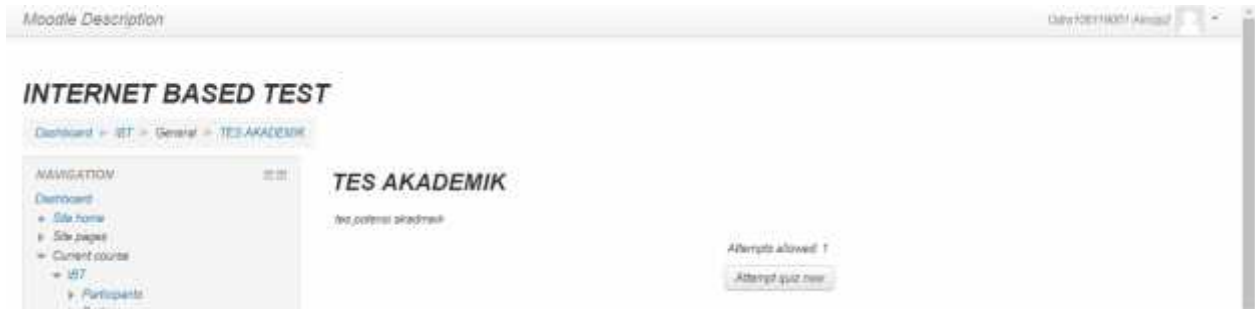 Moodle Description
INTERNET BASED TEST
Dashboard IBT General TES AKADEMIK
NAVIGATION
Dashboard
Site home
Site pages
Current course
IBT
Participants
TES AKADEMIK
tes potensi
Attempts allowed: 1
Attempt quiz now